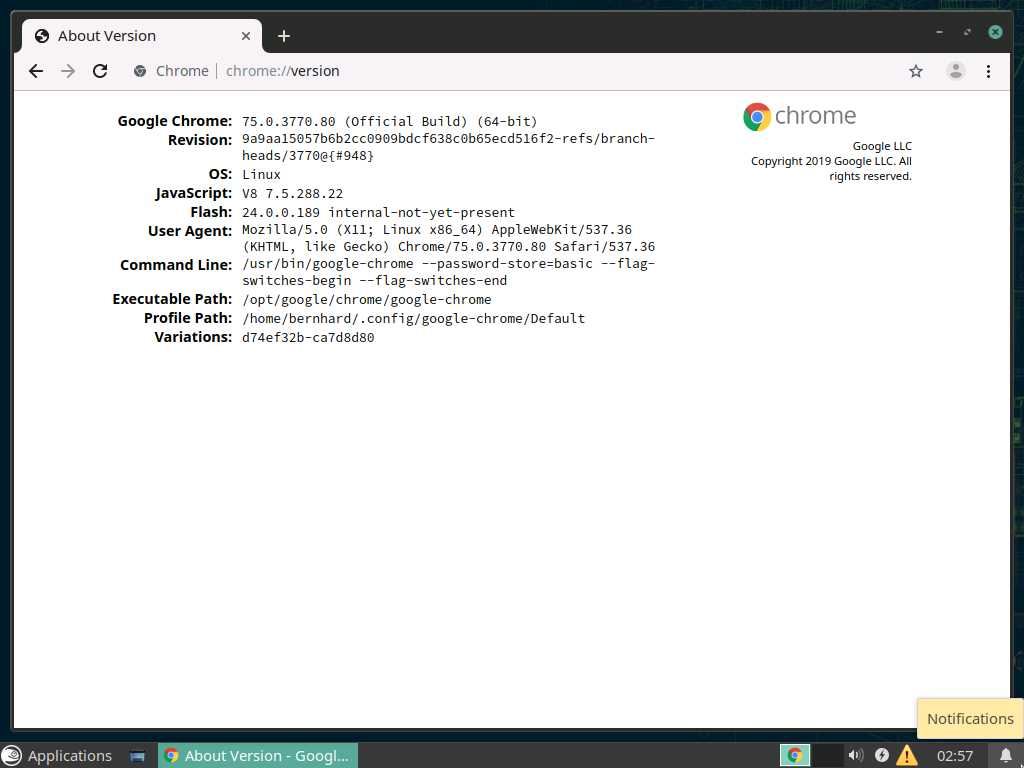 About Version
Chrome | chrome://version
Google Chrome: 75.0.3770.80 (Official Build) (64-bit)
Revision: 9a9aa15057b6b2cc0909bdcf638c0b65ecd516f2-refs/branch-
heads/3770@{#948}
OS: Linux
JavaScript: V8 7.5.288.22
Flash: 24.0.0.189 internal-not-yet-present
User Agent: Mozilla/5.0 (X11; Linux x86_64) AppleWebKit/537.36
(KHTML, like Gecko) Chrome/75.0.3770.80 Safari/537.36
Command Line: /usr/bin/google-chrome --password-store=basic --flag-
switches-begin --flag-switches-end
Executable Path: /opt/google/chrome/google-chrome
Profile Path: /home/bernhard/.config/google-chrome/Default
Variations: d74ef32b-ca7d8d80
chrome
Google LLC
Copyright 2019 Google LLC. All
rights reserved.
Notifications
Applications
About Version - Googl...
02:57